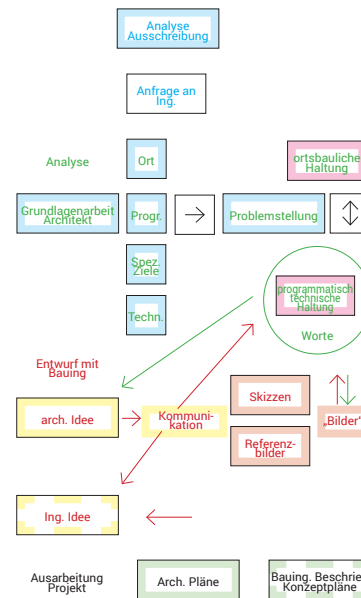 Analyse
Ausschreibung
Anfrage an
Ing.
Analyse
Ort
ortsbauliche
Haltung
Grundlagenarbeit
Architekt
Progr.
Problemstellung
Spez.
Ziele
programmatisch
technische
Haltung
Techn.
Worte
Entwurf mit
Bauing.
Skizzen
arch. Idee
Kommuni-
kation
„Bilder“
Referenz-
bilder
Ing. Idee
Ausarbeitung
Projekt
Arch. Pläne
Bauing. Beschrie
Konzeptpläne